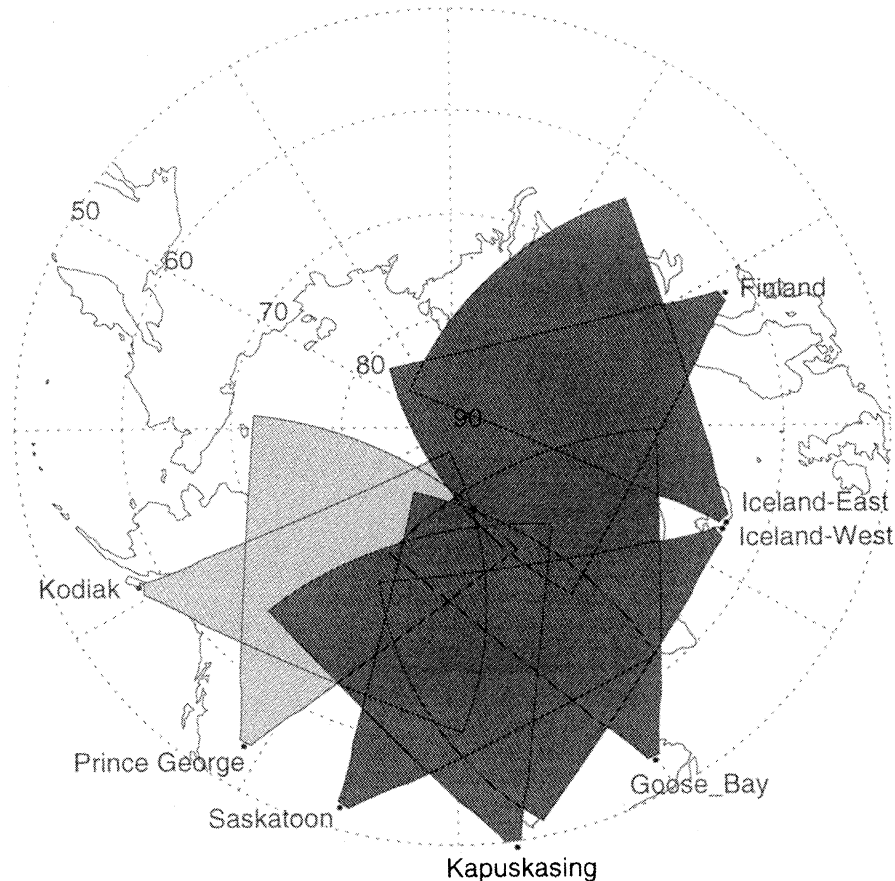 50
60
70
80
90
Finland
Iceland-East
Iceland-West
Kodiak
Prince George
Goose_Bay
Saskatoon
Kapuskasing